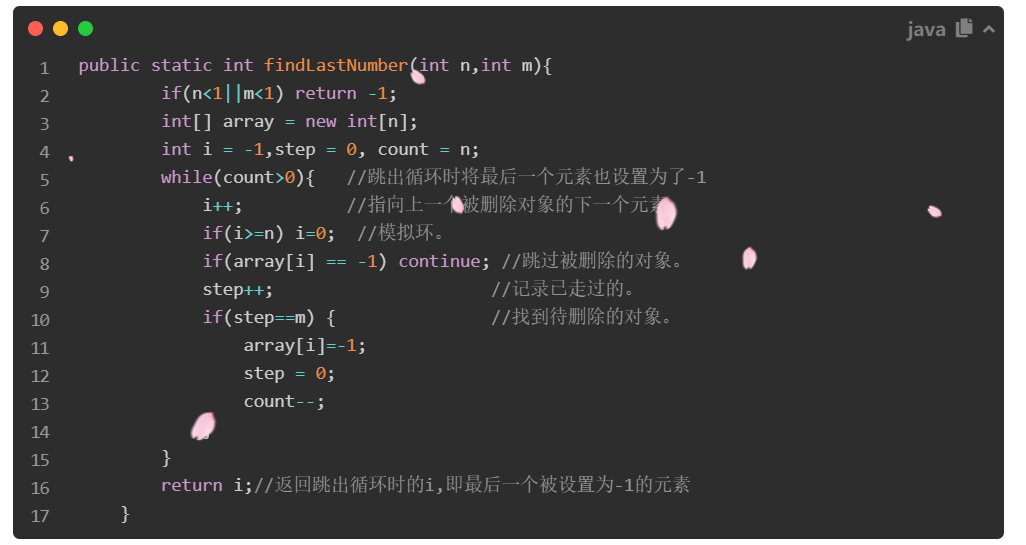 java
1 public static int findLastNumber(int n,int m){
2 if(n<1||m<1) return -1;
3 int[] array = new int[n];
4 int i = -1,step = 0, count = n;
5 while(count>0){ //跳出循环时将最后一个元素也设置为了-1
6 i++; //指向上一个被删除对象的下一个元素
7 if(i>=n) i=0; //模拟环。
8 if(array[i] == -1) continue; //跳过被删除的对象。
9 step++; //记录已走过的。
10 if(step==m) { //找到待删除的对象。
11 array[i]=-1;
12 step = 0;
13 count--;
14
15 }
16 return i;//返回跳出循环时的i,即最后一个被设置为-1的元素
17 }